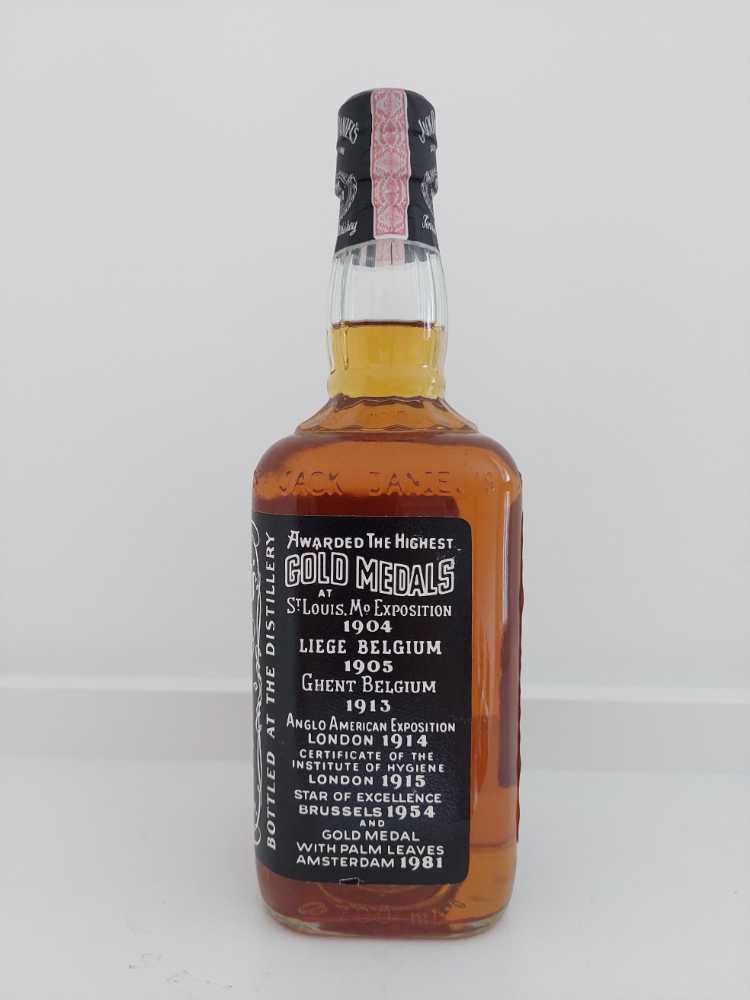 JACK DANIEL'S
AWARDED THE HIGHEST
GOLD MEDALS
AT
ST LOUIS, MO EXPOSITION
1904
LIEGE BELGIUM
1905
GHENT BELGIUM
1913
ANGLO AMERICAN EXPOSITION
LONDON 1914
CERTIFICATE OF THE
INSTITUTE OF HYGIENE
LONDON 1915
STAR OF EXCELLENCE
BRUSSELS 1954
AND
GOLD MEDAL
WITH PALM LEAVES
AMSTERDAM 1981
BOTTLED AT THE DISTILLERY
700 ml